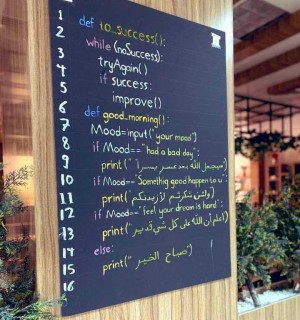 1 def to_success():
2 while (noSuccess):
3 tryAgain()
4 if success:
5 improve()
6 def good_morning():
7 Mood=input("your mood")
8 if Mood=="had a bad day":
9 print("سيجعل الله بعد عسر يسرا")
10 if Mood=="Somethig good happen to u":
11 print("ولئن شكرتم لأزيدنكم")
12 if Mood=="feel your dream is hard":
13 print("اعلم أن الله على كل شيء قدير")
14 else:
15 print("صباح الخير")
16